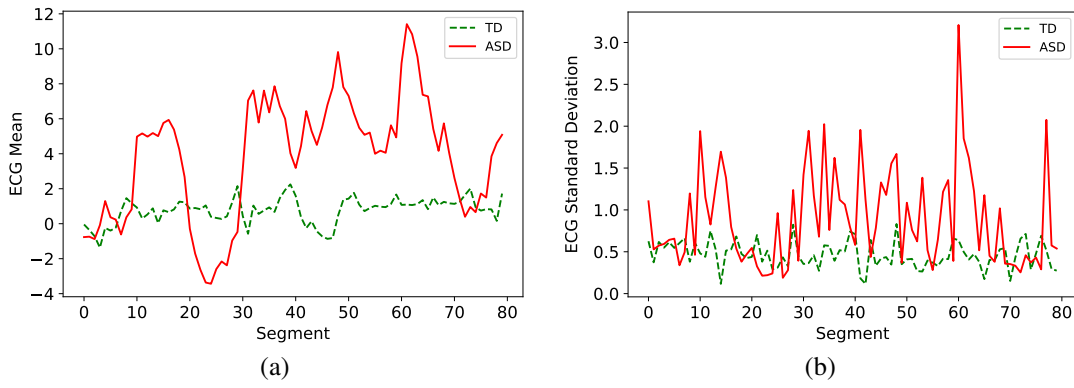 12
10
8
6
4
2
0
−2
−4
ECG Mean
TD
ASD
0 10 20 30 40 50 60 70 80
Segment
(a)
3.0
2.5
2.0
1.5
1.0
0.5
0.0
ECG Standard Deviation
TD
ASD
0 10 20 30 40 50 60 70 80
Segment
(b)